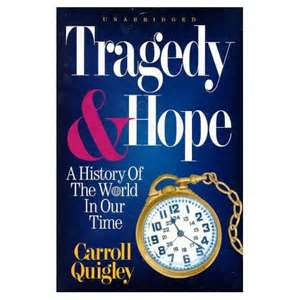 UNABRIDGED
Tragedy
& Hope
A History Of
The World
In Our
Time
Carroll
Quigley